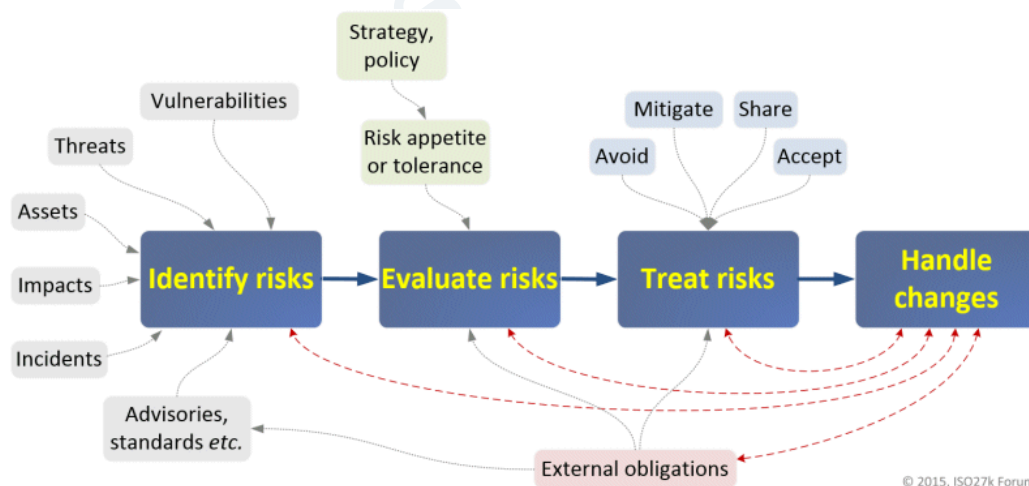 Strategy,
policy
Vulnerabilities
Mitigate
Share
Threats
Risk appetite
or tolerance
Avoid
Accept
Assets
Identify risks
Evaluate risks
Treat risks
Handle
changes
Impacts
Incidents
Advisories,
standards etc.
External obligations
© 2015, ISO27k Forum